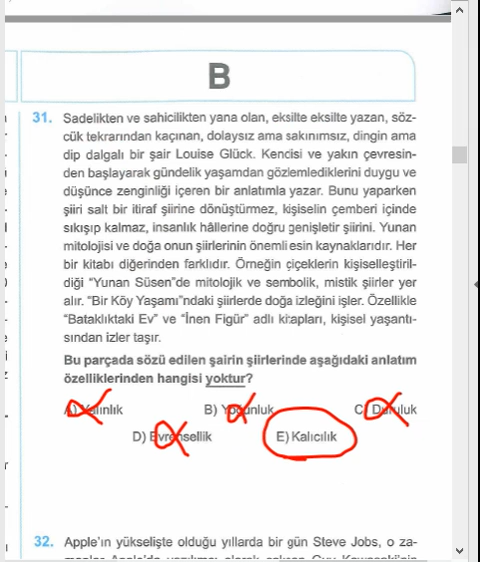 B
31. Sadelikten ve sahicilikten yana olan, eksilte eksilte yazan, söz-
cük tekrarından kaçınan, dolaysız ama sakınımsız, dingin ama
dip dalgalı bir şair Louise Glück. Kendisi ve yakın çevresin-
den başlayarak gündelik yaşamdan gözlemlediklerini duygu ve
düşünce zenginliği içeren bir anlatımla yazar. Bunu yaparken
şiiri salt bir itiraf şiirine dönüştürmez, kişiselin çemberi içinde
sıkışıp kalmaz, insanlık hâllerine doğru genişletir şiirini. Yunan
mitolojisi ve doğa onun şiirlerinin önemli esin kaynaklarıdır. Her
bir kitabı diğerinden farklıdır. Örneğin çiçeklerin kişiselleştiril-
diği “Yunan Süsen”de mitolojik ve sembolik, mistik şiirler yer
alır. “Bir Köy Yaşamı”ndaki şiirlerde doğa izleğini işler. Özellikle
“Bataklıktaki Ev” ve “İnen Figür” adlı kitapları, kişisel yaşantı-
sından izler taşır.
Bu parçada sözü edilen şairin şiirlerinde aşağıdaki anlatım
özelliklerinden hangisi yoktur?
A) Yalınlık B) Yoğunluk C) Duruluk
D) Evrensellik E) Kalıcılık
32. Apple’ın yükselişte olduğu yıllarda bir gün Steve Jobs, o za-